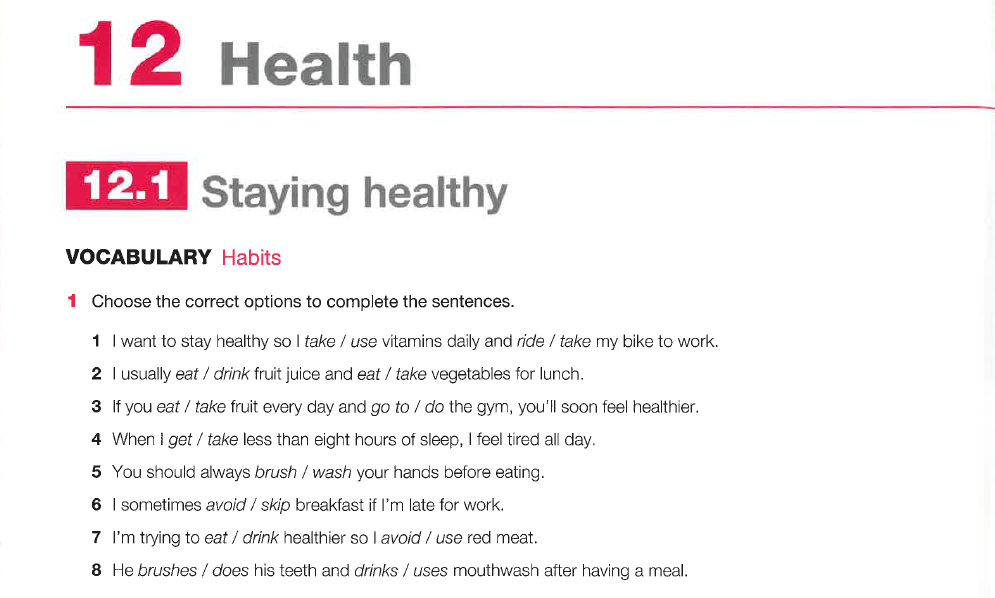 12 Health
12.1 Staying healthy
VOCABULARY Habits
1 Choose the correct options to complete the sentences.
1 I want to stay healthy so I take / use vitamins daily and ride / take my bike to work.
2 I usually eat / drink fruit juice and eat / take vegetables for lunch.
3 If you eat / take fruit every day and go to / do the gym, you'll soon feel healthier.
4 When I get / take less than eight hours of sleep, I feel tired all day.
5 You should always brush / wash your hands before eating.
6 I sometimes avoid / skip breakfast if I'm late for work.
7 I'm trying to eat / drink healthier so I avoid / use red meat.
8 He brushes / does his teeth and drinks / uses mouthwash after having a meal.